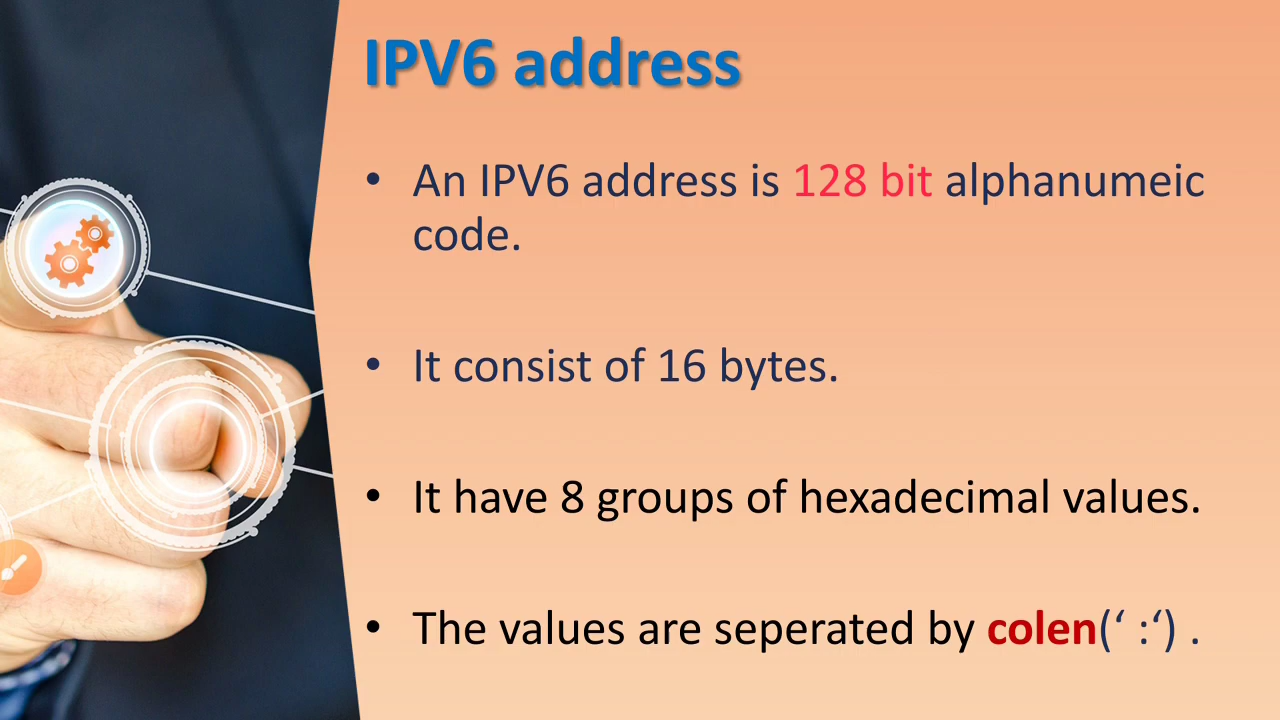 IPV6 address
• An IPV6 address is 128 bit alphanumeic
code.
• It consist of 16 bytes.
• It have 8 groups of hexadecimal values.
• The values are seperated by colen(‘ :‘) .